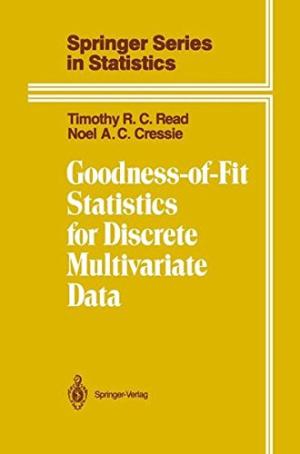 Springer Series
in Statistics
Timothy R. C. Read
Noel A. C. Cressie
Goodness-of-Fit
Statistics
for Discrete
Multivariate
Data
Springer-Verlag